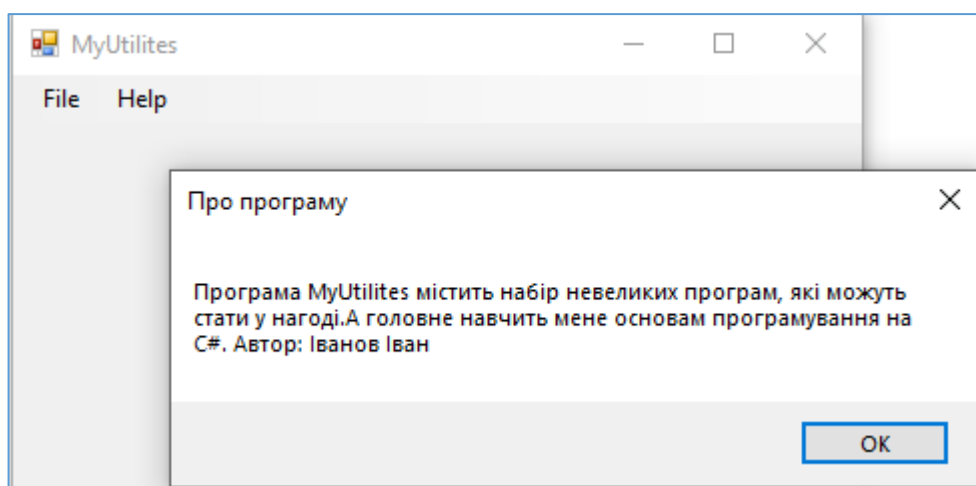 MyUtilites
File Help
Про програму
Програма MyUtilites містить набір невеликих програм, які можуть
стати у нагоді.А головне навчить мене основам програмування на
C#. Автор: Іванов Іван
OK